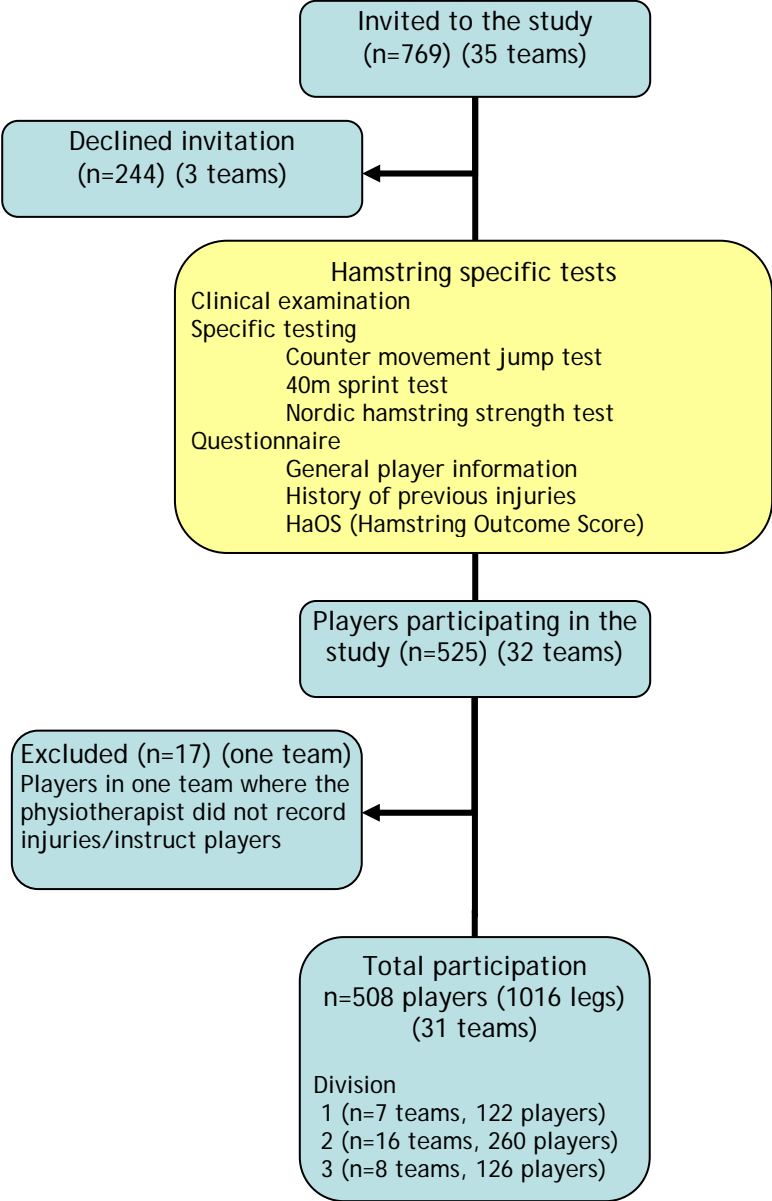 Invited to the study
(n=769) (35 teams)
Declined invitation
(n=244) (3 teams)
Hamstring specific tests
Clinical examination
Specific testing
Counter movement jump test
40m sprint test
Nordic hamstring strength test
Questionnaire
General player information
History of previous injuries
HaOS (Hamstring Outcome Score)
Players participating in the
study (n=525) (32 teams)
Excluded (n=17) (one team)
Players in one team where the
physiotherapist did not record
injuries/instruct players
Total participation
n=508 players (1016 legs)
(31 teams)
Division
1 (n=7 teams, 122 players)
2 (n=16 teams, 260 players)
3 (n=8 teams, 126 players)